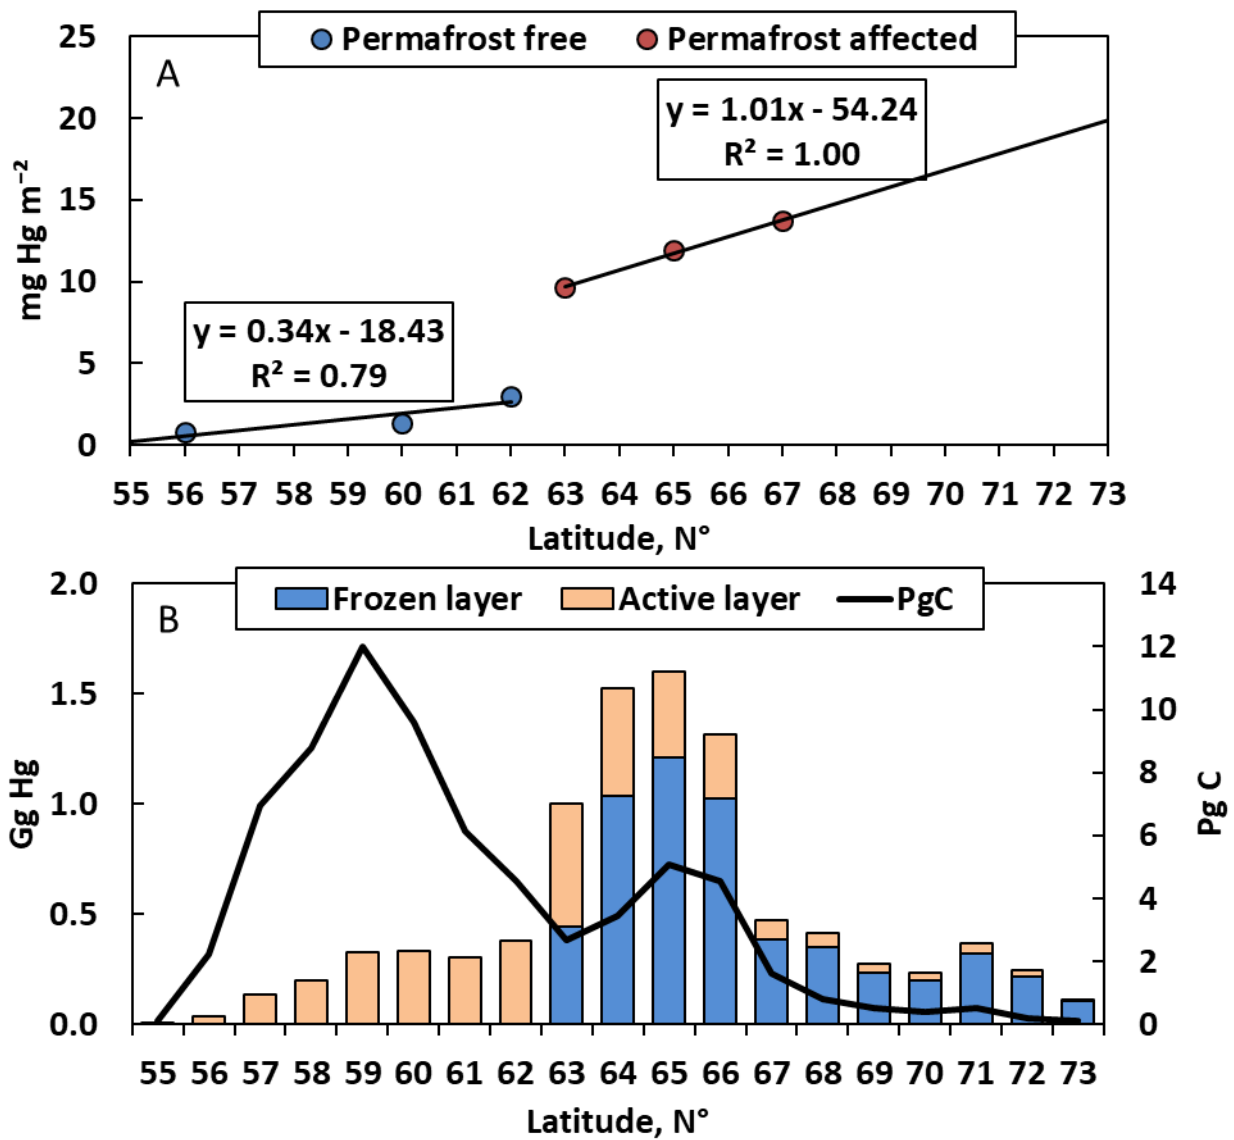 Permafrost free Permafrost affected
A
25
20
15
10
5
0
mg Hg m⁻²
y = 1.01x - 54.24
R² = 1.00
y = 0.34x - 18.43
R² = 0.79
55 56 57 58 59 60 61 62 63 64 65 66 67 68 69 70 71 72 73
Latitude, N°
Frozen layer Active layer PgC
B
2.0
1.5
1.0
0.5
0.0
Gg Hg
14
12
10
8
6
4
2
0
Pg C
55 56 57 58 59 60 61 62 63 64 65 66 67 68 69 70 71 72 73
Latitude, N°